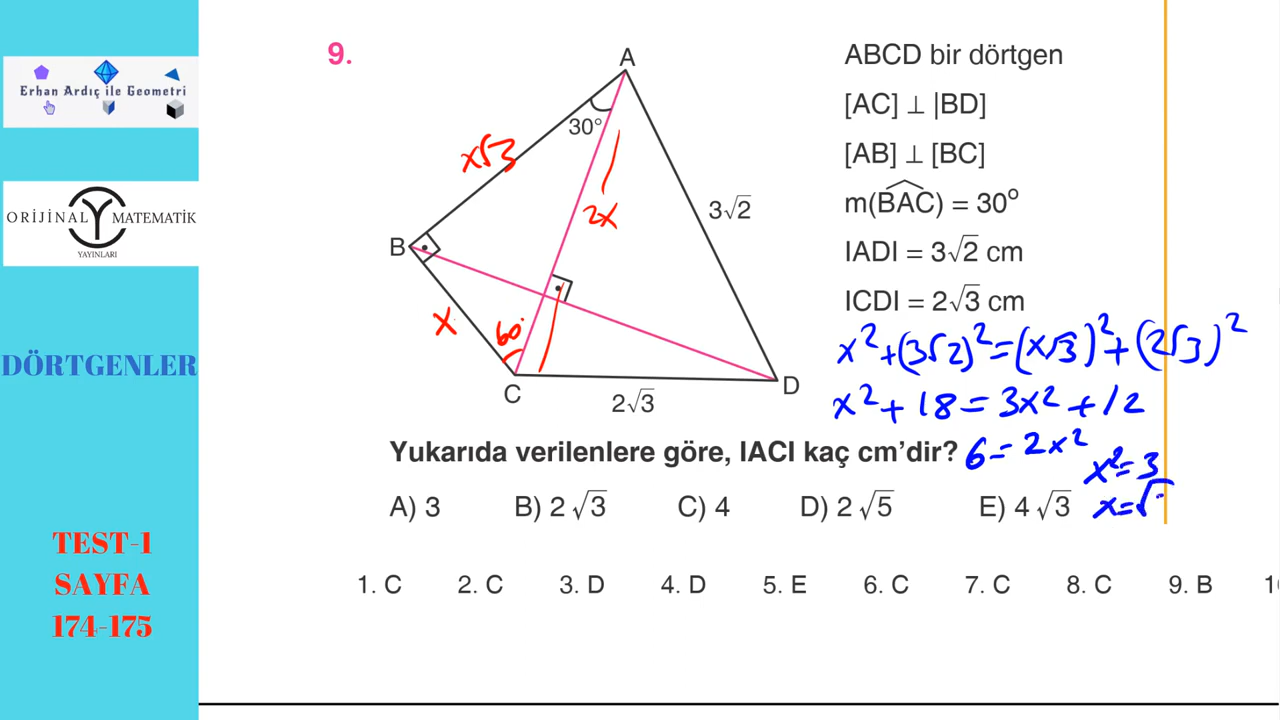 Erhan Ardıç ile Geometri
ORİJİNAL MATEMATİK
YAYINLARI
DÖRTGENLER
TEST-1
SAYFA
174-175
9.
A
30°
x√3
2x
3√2
B
x
60°
C
2√3
D
ABCD bir dörtgen
[AC] ⊥ |BD]
[AB] ⊥ [BC]
m(BAC) = 30°
IADI = 3√2 cm
ICDI = 2√3 cm
x²+(3√2)²=(x√3)²+(2√3)²
x²+18=3x²+12
6=2x²
x²=3
x=√
Yukarıda verilenlere göre, IACI kaç cm'dir?
A) 3 B) 2√3 C) 4 D) 2√5 E) 4√3
1. C 2. C 3. D 4. D 5. E 6. C 7. C 8. C 9. B